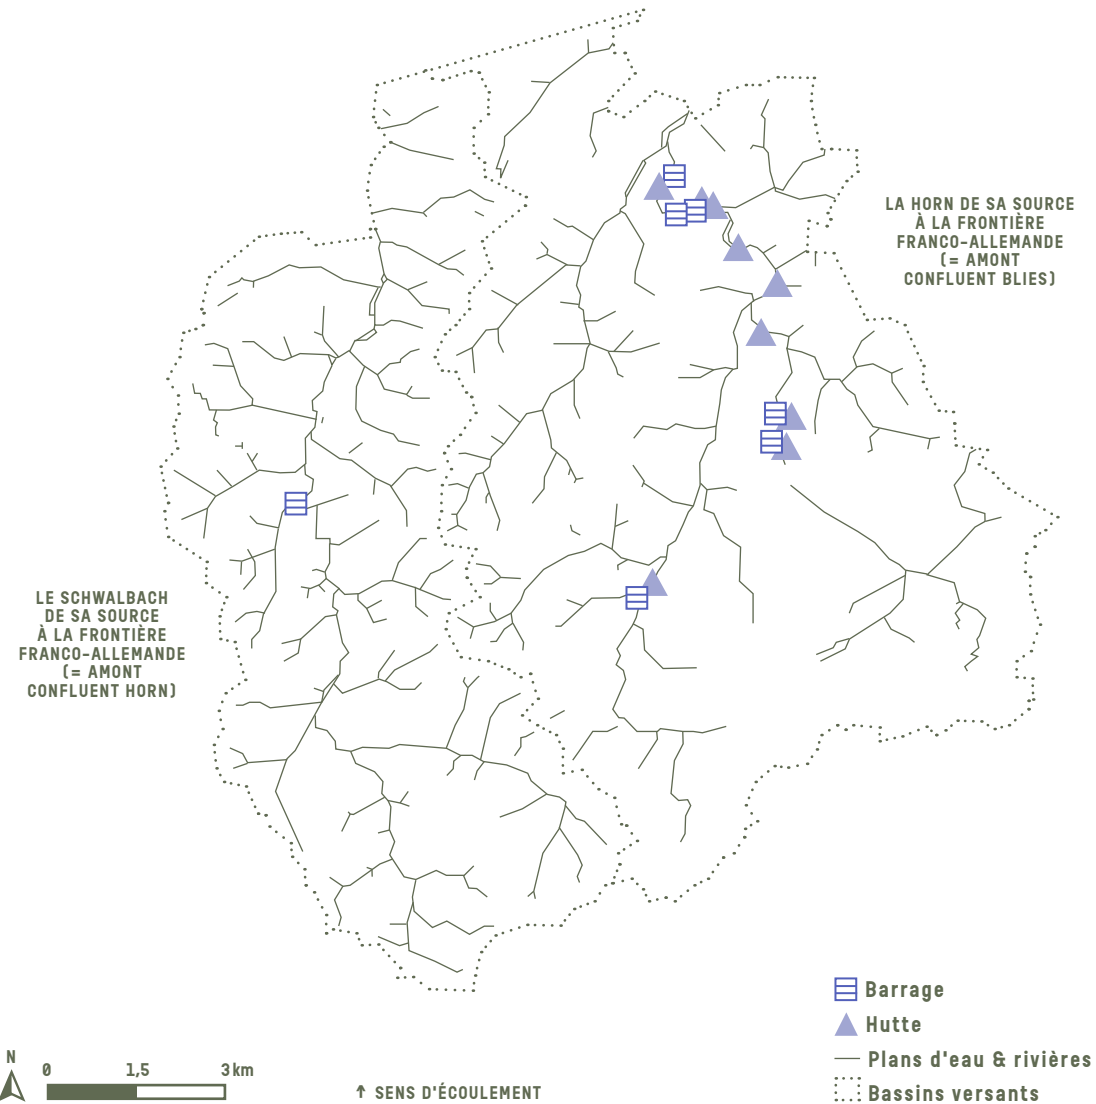 LA HORN DE SA SOURCE
À LA FRONTIÈRE
FRANCO-ALLEMANDE
(= AMONT
CONFLUENT BLIES)
LE SCHWALBACH
DE SA SOURCE
À LA FRONTIÈRE
FRANCO-ALLEMANDE
(= AMONT
CONFLUENT HORN)
Barrage
Hutte
Plans d'eau & rivières
Bassins versants
N
0 1,5 3 km
↑ SENS D'ÉCOULEMENT